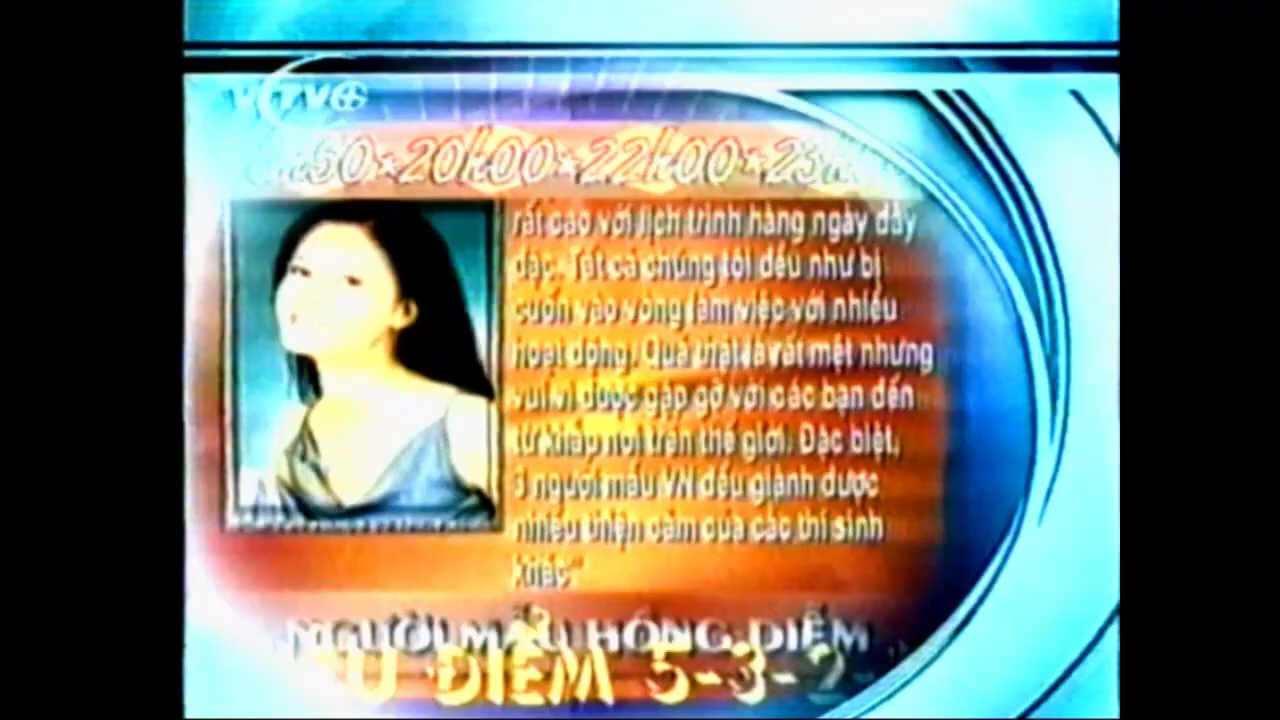 VCTV
20h00*22h00*23h
rất cao với lịch trình hàng ngày dầy
đặc. Tất cả chúng tôi đều như bị
cuốn vào vòng làm việc với nhiều
hoạt động. Quả thật là rất mệt nhưng
vui vì được gặp gỡ với các bạn đến
từ khắp nơi trên thế giới. Đặc biệt,
3 người mẫu VN đều giành được
nhiều thiện cảm của các thí sinh
khác"
NGƯỜI MẪU HỒNG DIỄM
ĐIỂM 5-3-2-